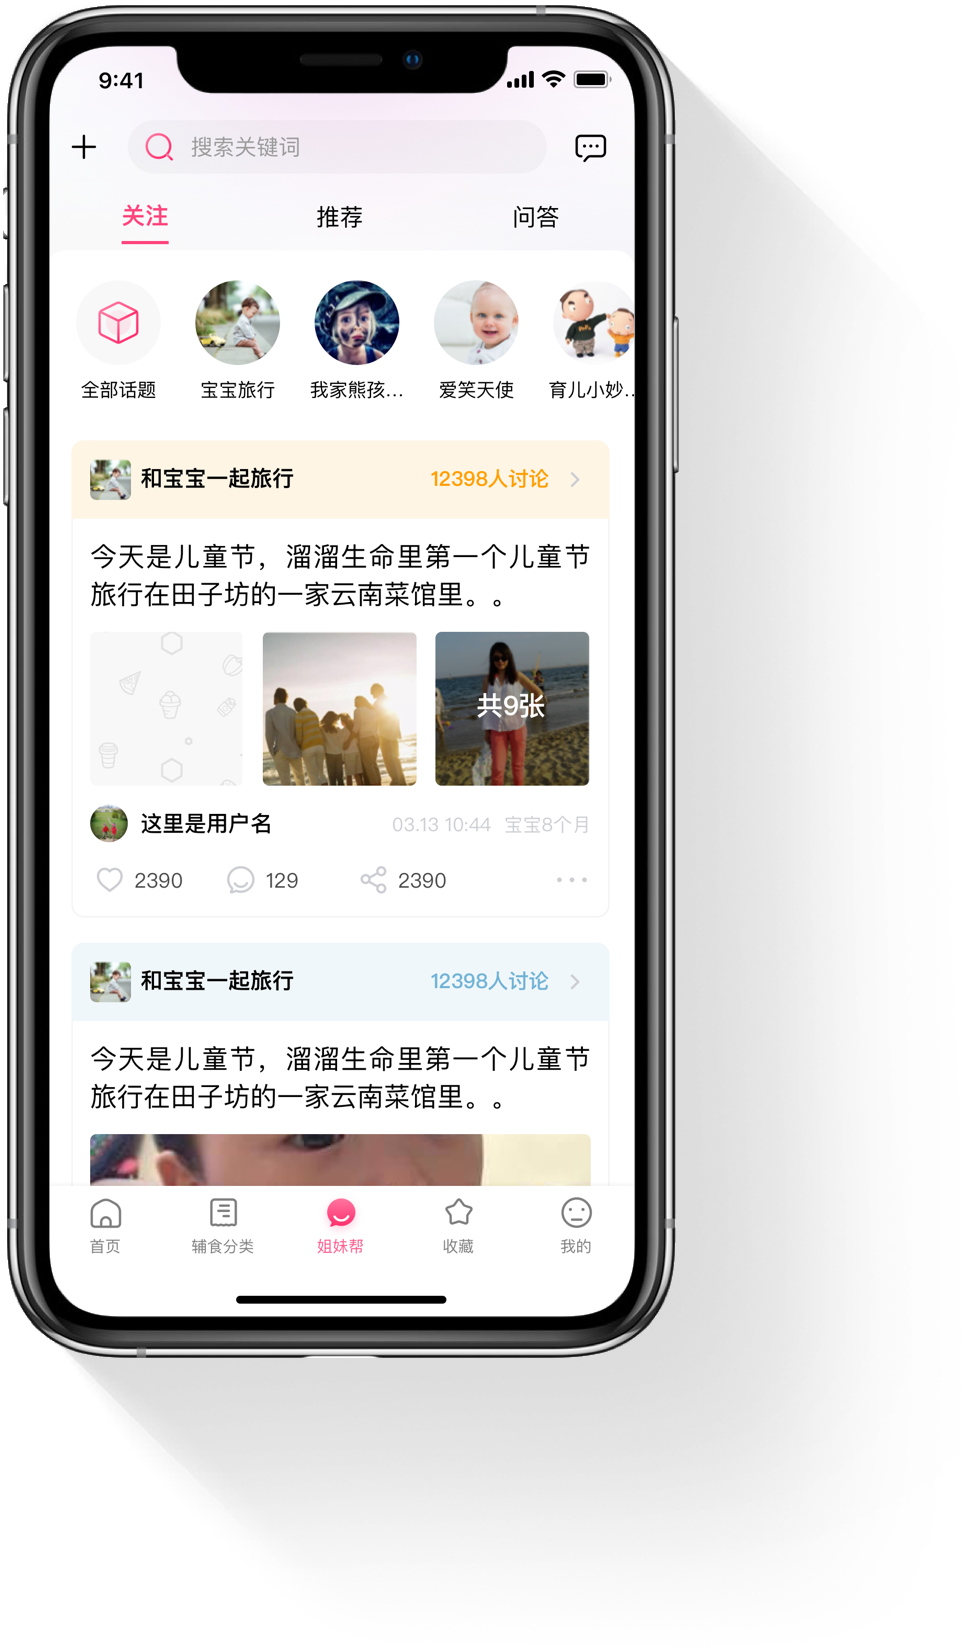 9:41
搜索关键词
关注 推荐 问答
全部话题 宝宝旅行 我家熊孩... 爱笑天使 育儿小妙..
和宝宝一起旅行 12398人讨论
今天是儿童节，溜溜生命里第一个儿童节
旅行在田子坊的一家云南菜馆里。。
共9张
这里是用户名 03.13 10:44 宝宝8个月
2390 129 2390
和宝宝一起旅行 12398人讨论
今天是儿童节，溜溜生命里第一个儿童节
旅行在田子坊的一家云南菜馆里。。
首页 辅食分类 姐妹帮 收藏 我的